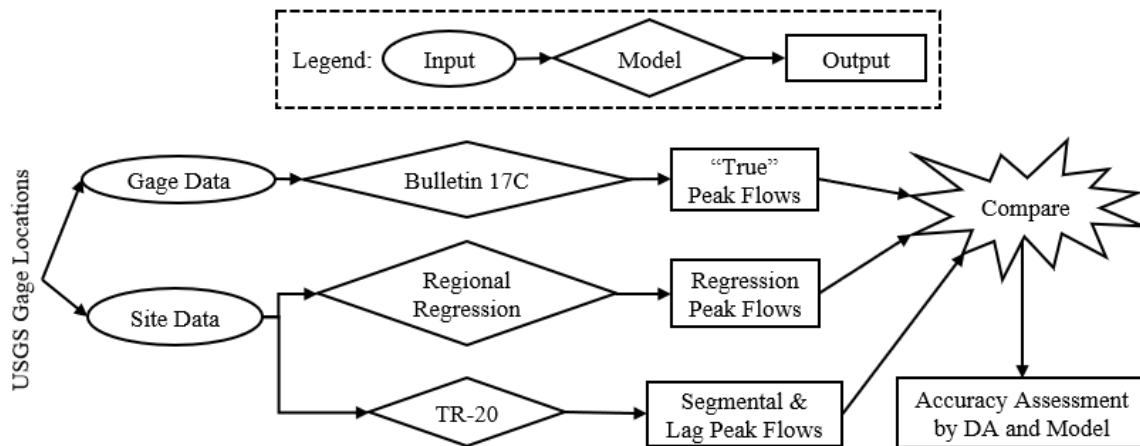 Legend:
Input
Model
Output
USGS Gage Locations
Gage Data
Bulletin 17C
“True”
Peak Flows
Compare
Site Data
Regional
Regression
Regression
Peak Flows
TR-20
Segmental &
Lag Peak Flows
Accuracy Assessment
by DA and Model